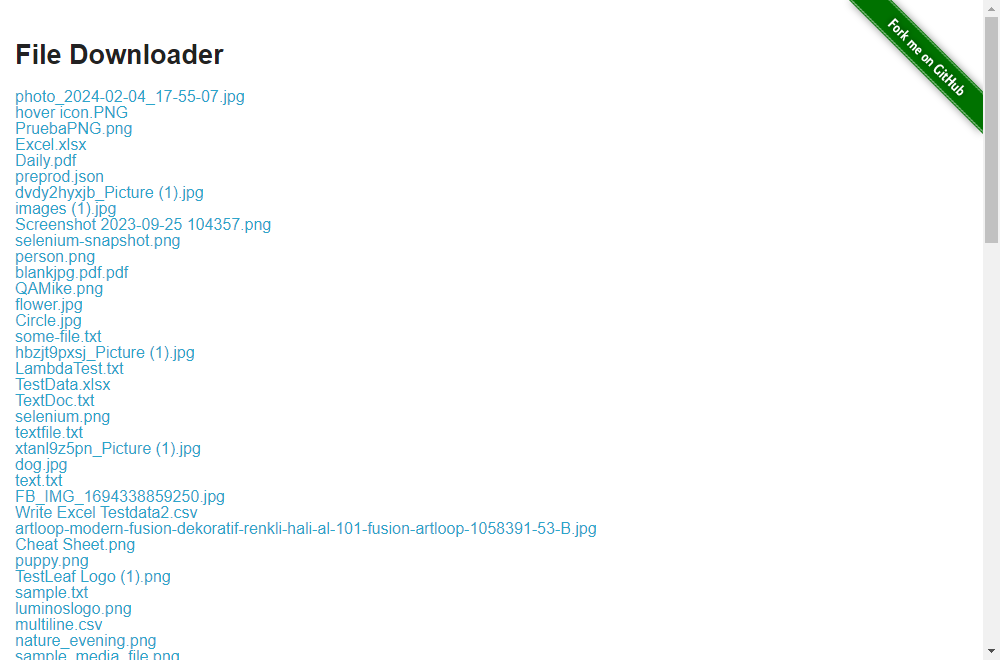 Fork me on GitHub
File Downloader
photo_2024-02-04_17-55-07.jpg
hover icon.PNG
PruebaPNG.png
Excel.xlsx
Daily.pdf
preprod.json
dvdy2hyxjb_Picture (1).jpg
images (1).jpg
Screenshot 2023-09-25 104357.png
selenium-snapshot.png
person.png
blankjpg.pdf.pdf
QAMike.png
flower.jpg
Circle.jpg
some-file.txt
hbzjt9pxsj_Picture (1).jpg
LambdaTest.txt
TestData.xlsx
TextDoc.txt
selenium.png
textfile.txt
xtanl9z5pn_Picture (1).jpg
dog.jpg
text.txt
FB_IMG_1694338859250.jpg
Write Excel Testdata2.csv
artloop-modern-fusion-dekoratif-renkli-hali-al-101-fusion-artloop-1058391-53-B.jpg
Cheat Sheet.png
puppy.png
TestLeaf Logo (1).png
sample.txt
luminoslogo.png
multiline.csv
nature_evening.png
sample_media_file.png